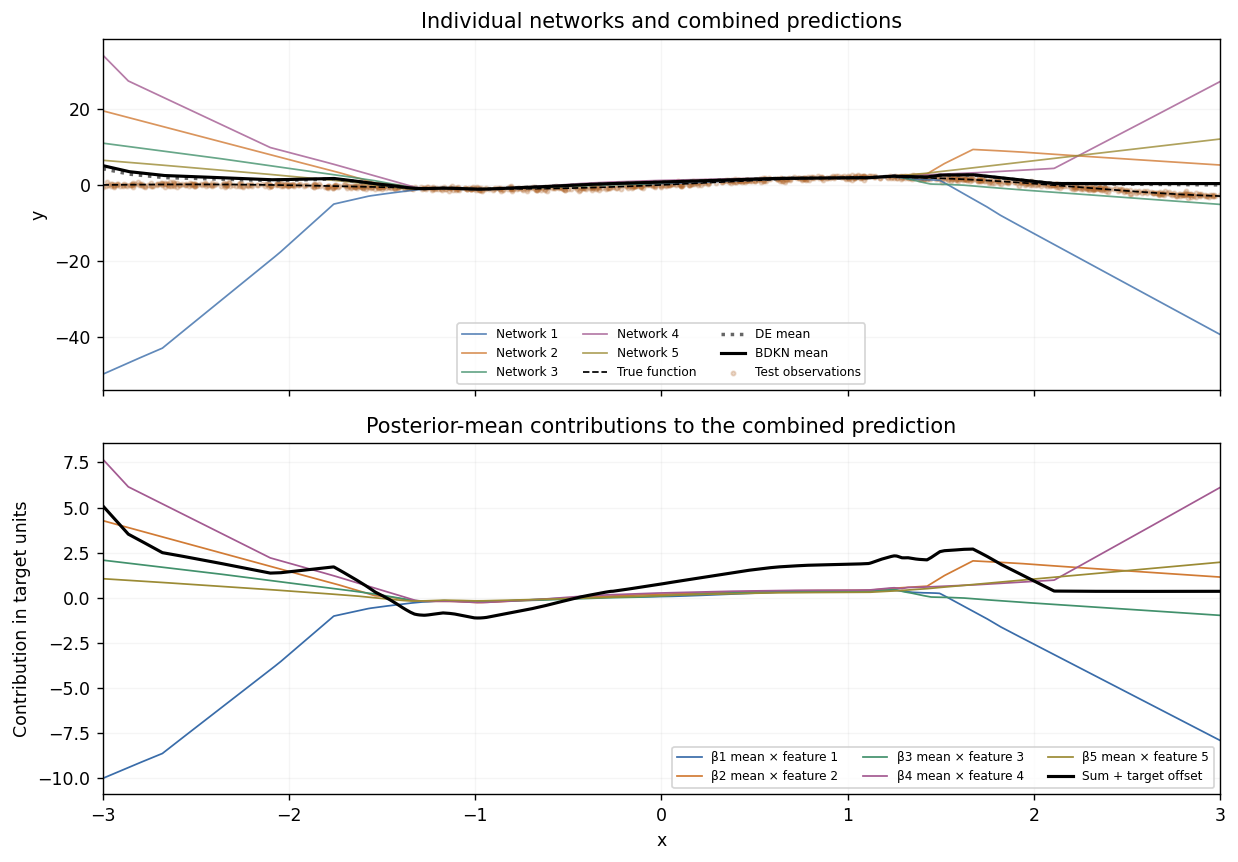 Individual networks and combined predictions
y
20
0
−20
−40
Network 1
Network 2
Network 3
Network 4
Network 5
True function
DE mean
BDKN mean
Test observations
Posterior-mean contributions to the combined prediction
Contribution in target units
7.5
5.0
2.5
0.0
−2.5
−5.0
−7.5
−10.0
β1 mean × feature 1
β2 mean × feature 2
β3 mean × feature 3
β4 mean × feature 4
β5 mean × feature 5
Sum + target offset
−3
−2
−1
0
1
2
3
x